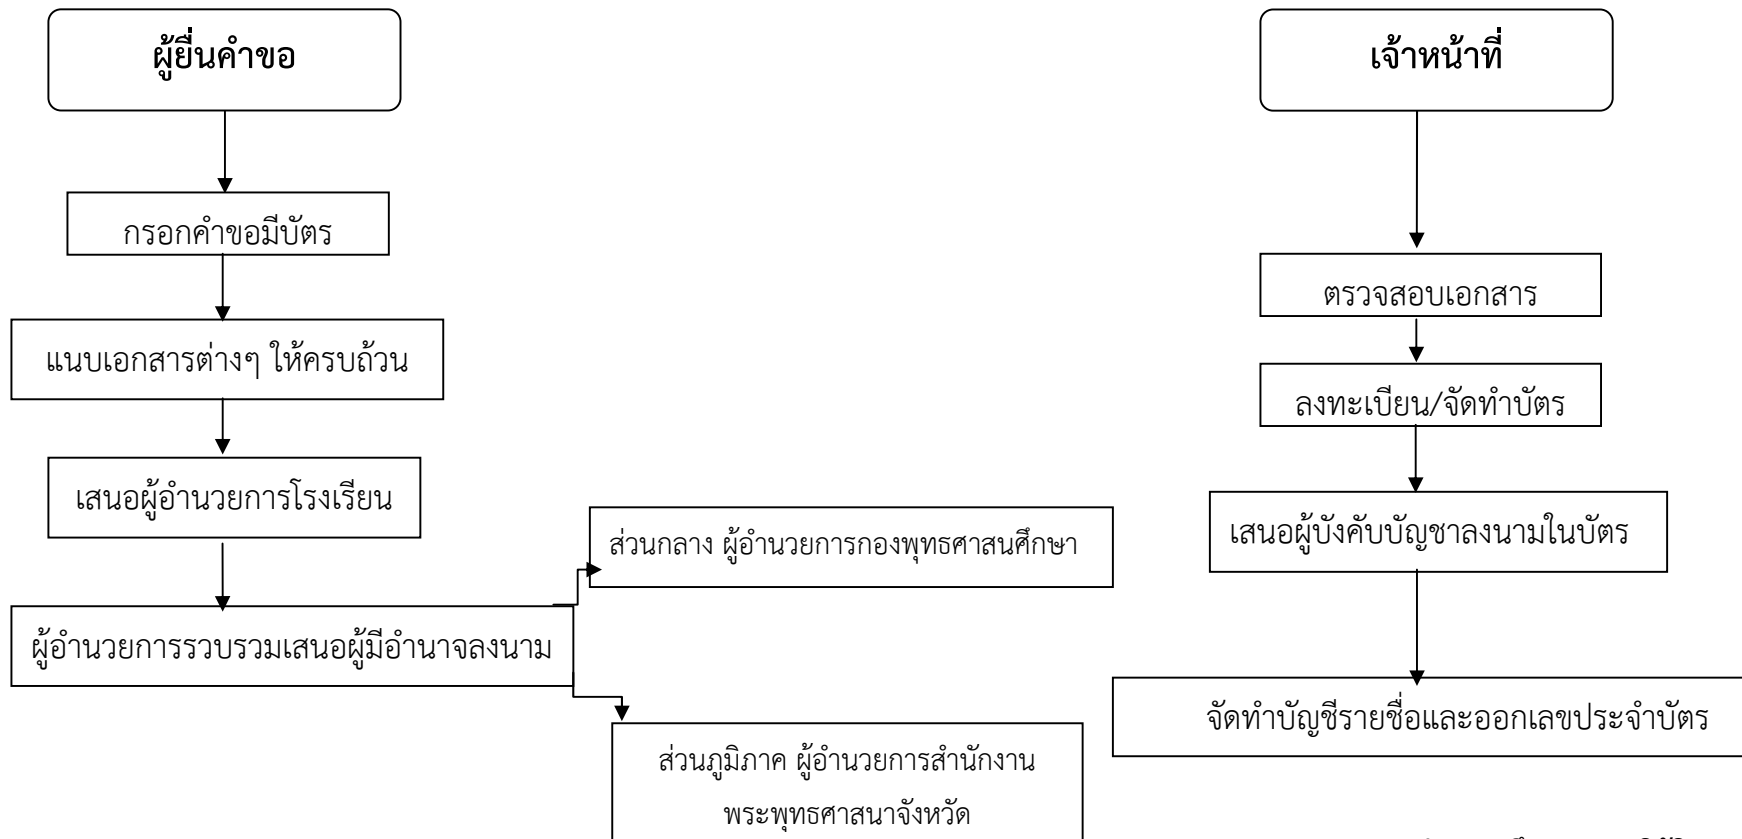 ผู้ยื่นคำขอ
กรอกคำขอมีบัตร
แนบเอกสารต่างๆ ให้ครบถ้วน
เสนอผู้อำนวยการโรงเรียน
ผู้อำนวยการรวบรวมเสนอผู้มีอำนาจลงนาม
ส่วนกลาง ผู้อำนวยการกองพุทธศาสนศึกษา
ส่วนภูมิภาค ผู้อำนวยการสำนักงาน
พระพุทธศาสนาจังหวัด
เจ้าหน้าที่
ตรวจสอบเอกสาร
ลงทะเบียน/จัดทำบัตร
เสนอผู้บังคับบัญชาลงนามในบัตร
จัดทำบัญชีรายชื่อและออกเลขประจำบัตร